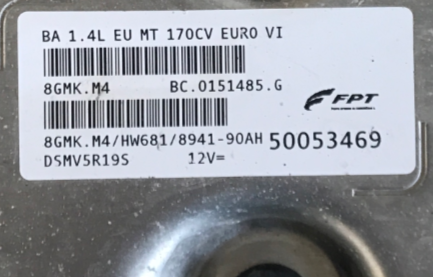 BA 1.4L EU MT 170CV EURO VI
8GMK.M4 BC.0151485.G
FPT
8GMK.M4/HW681/8941-90AH 50053469
DSMV5R19S 12V=